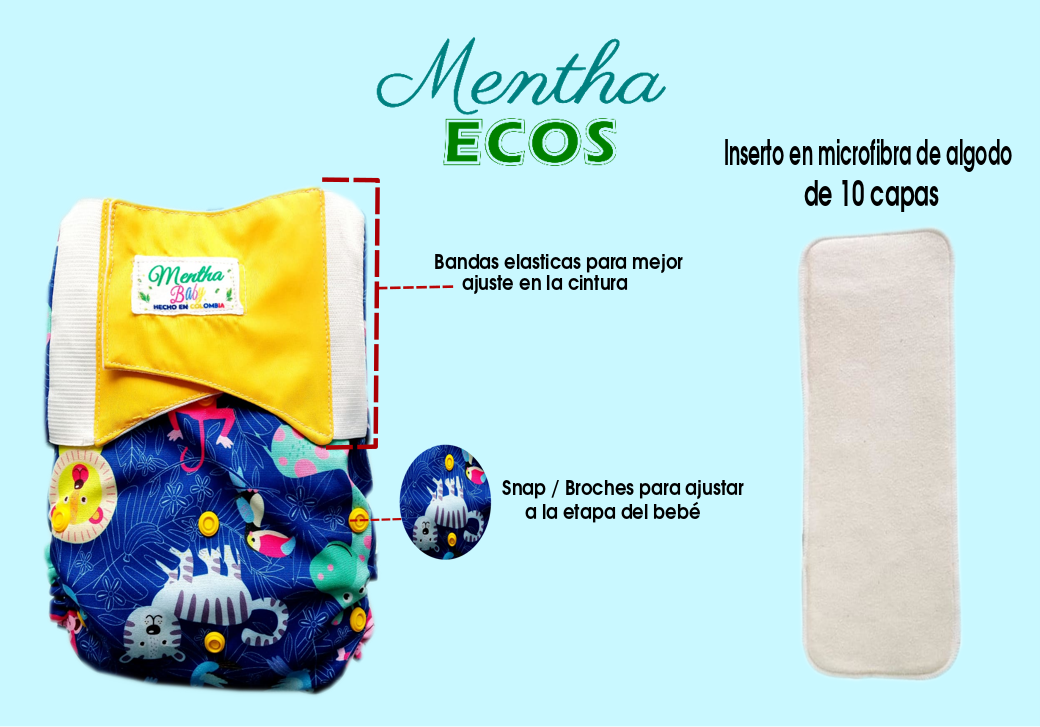 Mentha
ECOS
Inserto en microfibra de algodo
de 10 capas
Bandas elasticas para mejor
ajuste en la cintura
Mentha
Baby
HECHO EN COLOMBIA
Snap / Broches para ajustar
a la etapa del bebé